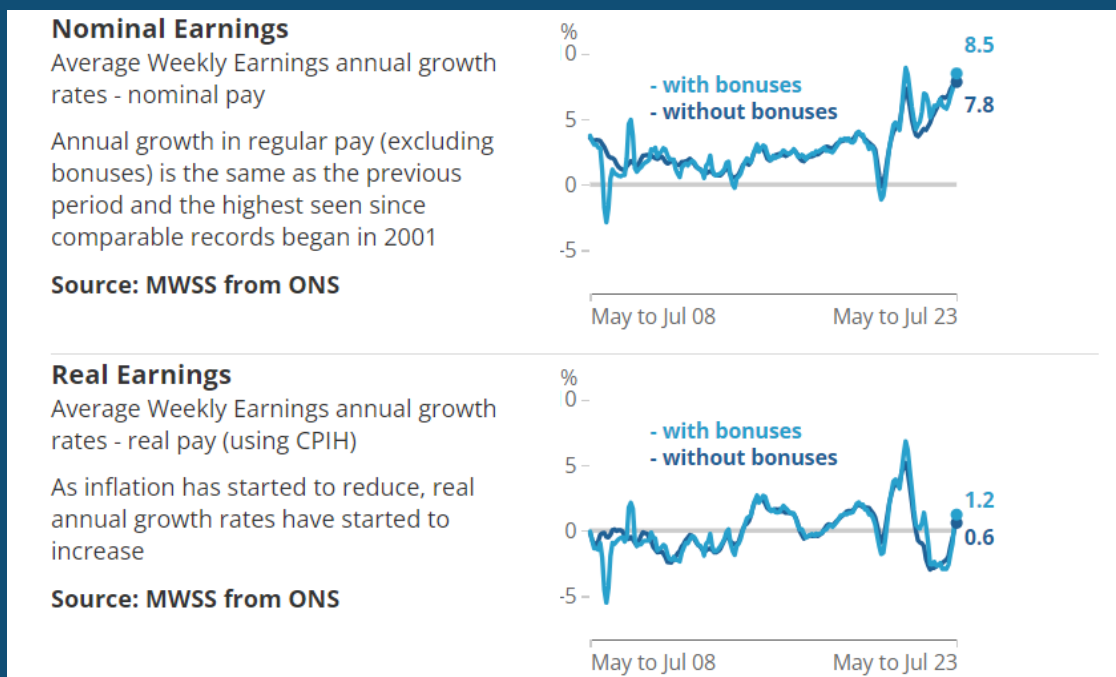 Nominal Earnings
Average Weekly Earnings annual growth
rates - nominal pay
Annual growth in regular pay (excluding
bonuses) is the same as the previous
period and the highest seen since
comparable records began in 2001
Source: MWSS from ONS
%
0
5
0
-5
- with bonuses
- without bonuses
8.5
7.8
May to Jul 08
May to Jul 23
Real Earnings
Average Weekly Earnings annual growth
rates - real pay (using CPIH)
As inflation has started to reduce, real
annual growth rates have started to
increase
Source: MWSS from ONS
%
0
5
0
-5
- with bonuses
- without bonuses
1.2
0.6
May to Jul 08
May to Jul 23